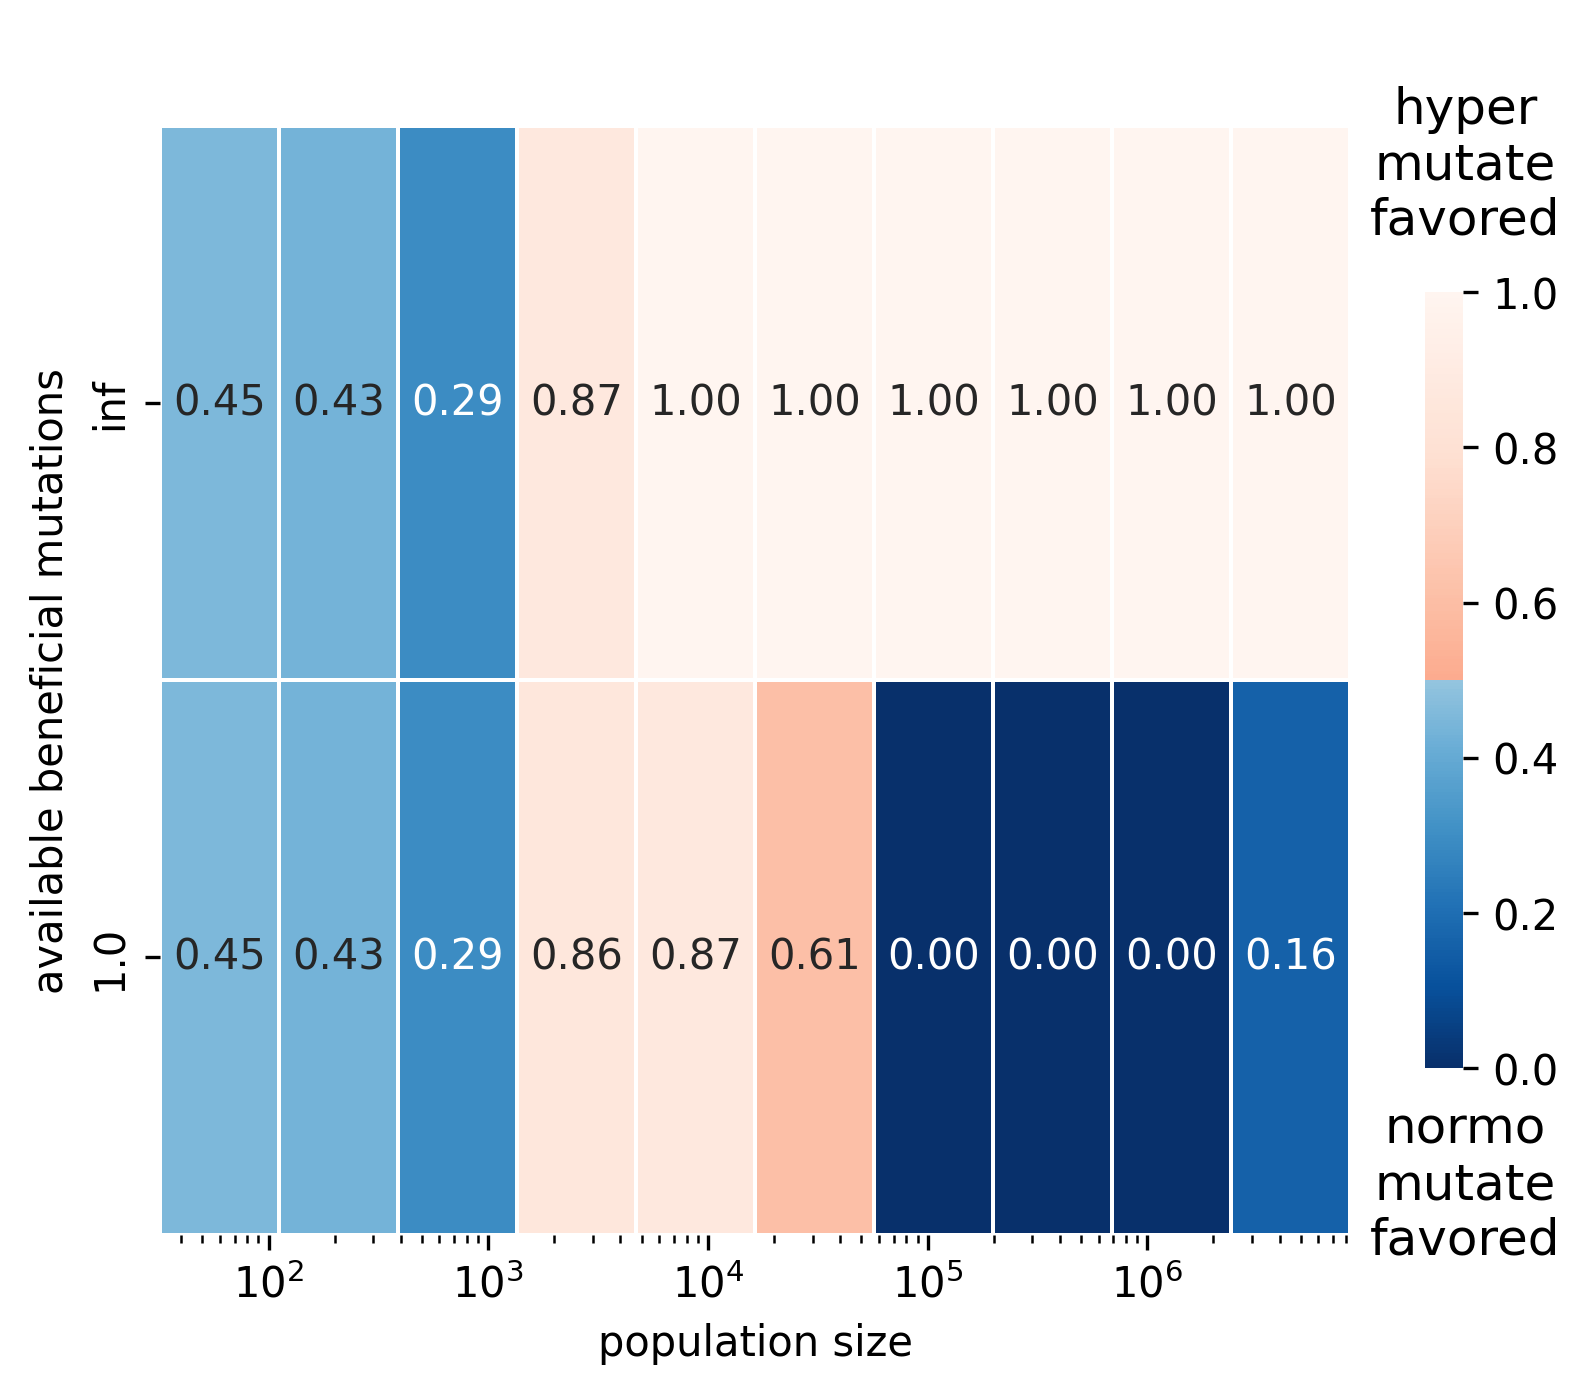 hyper
mutate
favored
available beneficial mutations
inf
0.45 0.43 0.29 0.87 1.00 1.00 1.00 1.00 1.00 1.00
1.0
0.45 0.43 0.29 0.86 0.87 0.61 0.00 0.00 0.00 0.16
10² 10³ 10⁴ 10⁵ 10⁶
population size
1.0
0.8
0.6
0.4
0.2
0.0
normo
mutate
favored